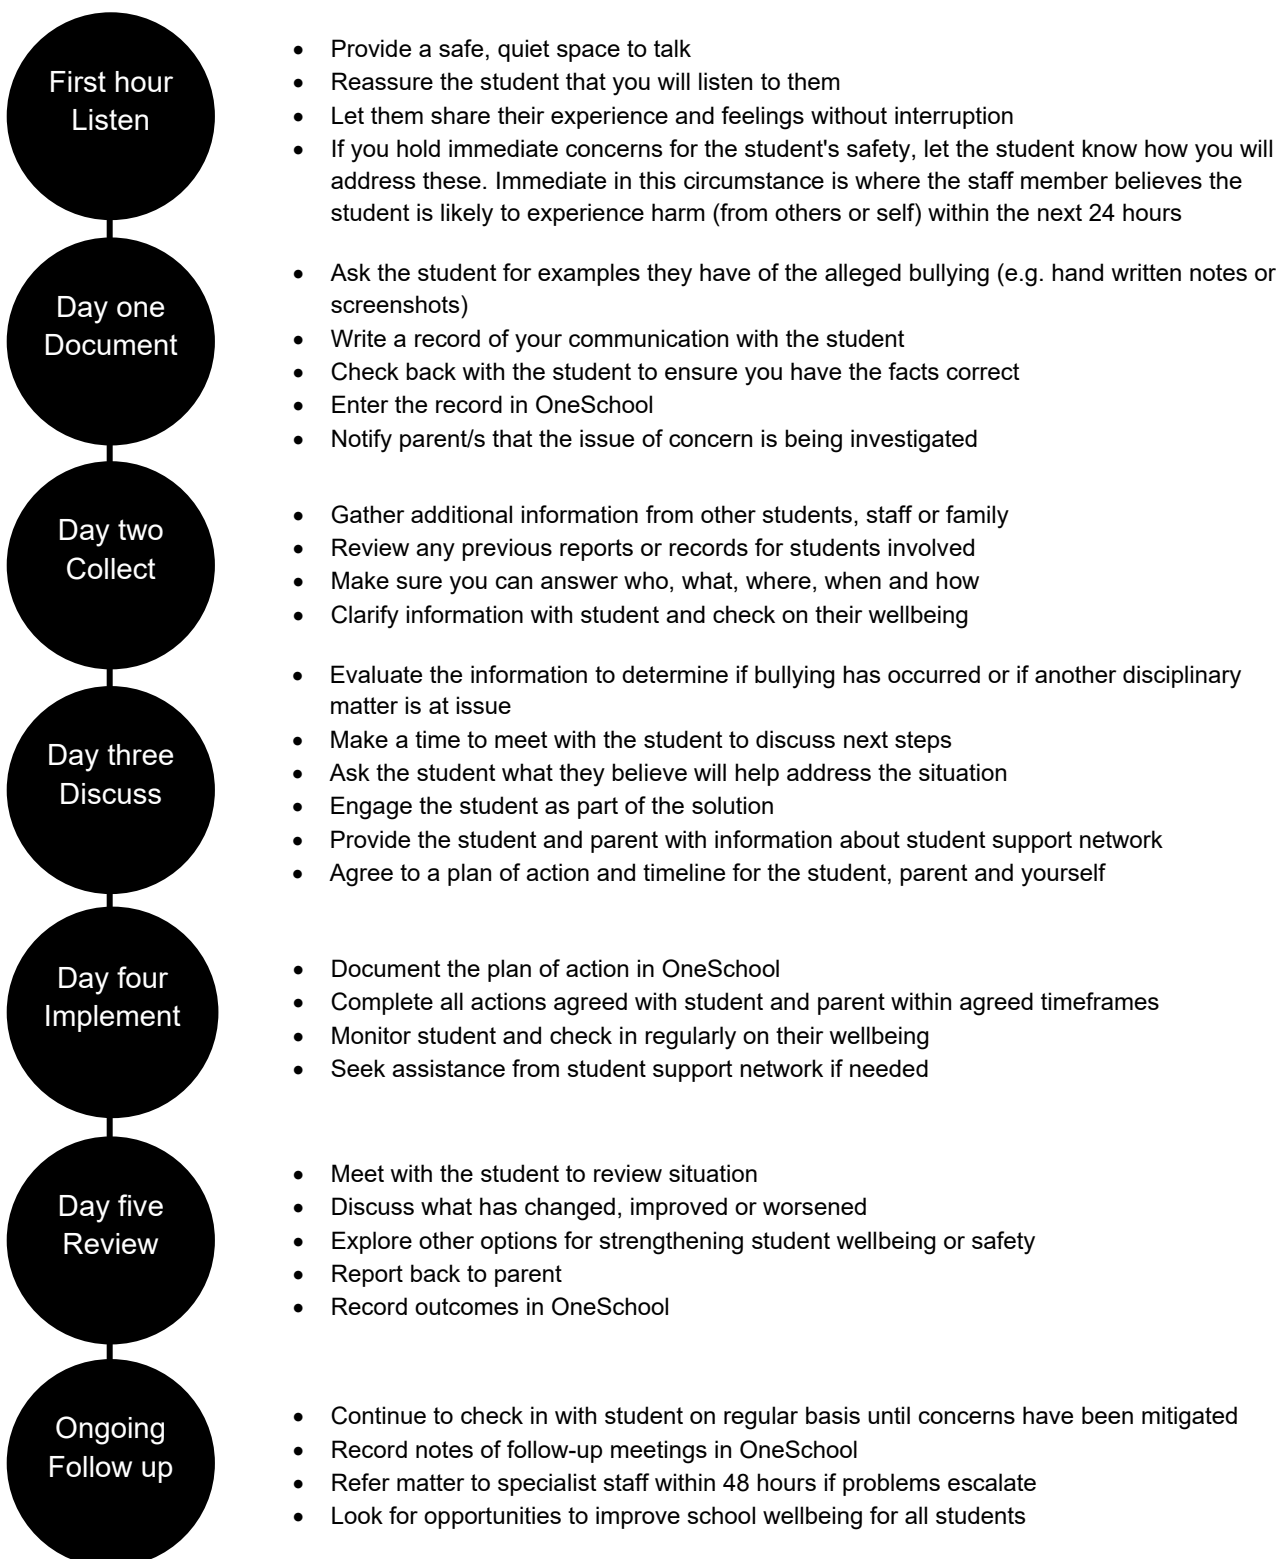 First hour
Listen
• Provide a safe, quiet space to talk
• Reassure the student that you will listen to them
• Let them share their experience and feelings without interruption
• If you hold immediate concerns for the student's safety, let the student know how you will
address these. Immediate in this circumstance is where the staff member believes the
student is likely to experience harm (from others or self) within the next 24 hours
Day one
Document
• Ask the student for examples they have of the alleged bullying (e.g. hand written notes or
screenshots)
• Write a record of your communication with the student
• Check back with the student to ensure you have the facts correct
• Enter the record in OneSchool
• Notify parent/s that the issue of concern is being investigated
Day two
Collect
• Gather additional information from other students, staff or family
• Review any previous reports or records for students involved
• Make sure you can answer who, what, where, when and how
• Clarify information with student and check on their wellbeing
Day three
Discuss
• Evaluate the information to determine if bullying has occurred or if another disciplinary
matter is at issue
• Make a time to meet with the student to discuss next steps
• Ask the student what they believe will help address the situation
• Engage the student as part of the solution
• Provide the student and parent with information about student support network
• Agree to a plan of action and timeline for the student, parent and yourself
Day four
Implement
• Document the plan of action in OneSchool
• Complete all actions agreed with student and parent within agreed timeframes
• Monitor student and check in regularly on their wellbeing
• Seek assistance from student support network if needed
Day five
Review
• Meet with the student to review situation
• Discuss what has changed, improved or worsened
• Explore other options for strengthening student wellbeing or safety
• Report back to parent
• Record outcomes in OneSchool
Ongoing
Follow up
• Continue to check in with student on regular basis until concerns have been mitigated
• Record notes of follow-up meetings in OneSchool
• Refer matter to specialist staff within 48 hours if problems escalate
• Look for opportunities to improve school wellbeing for all students